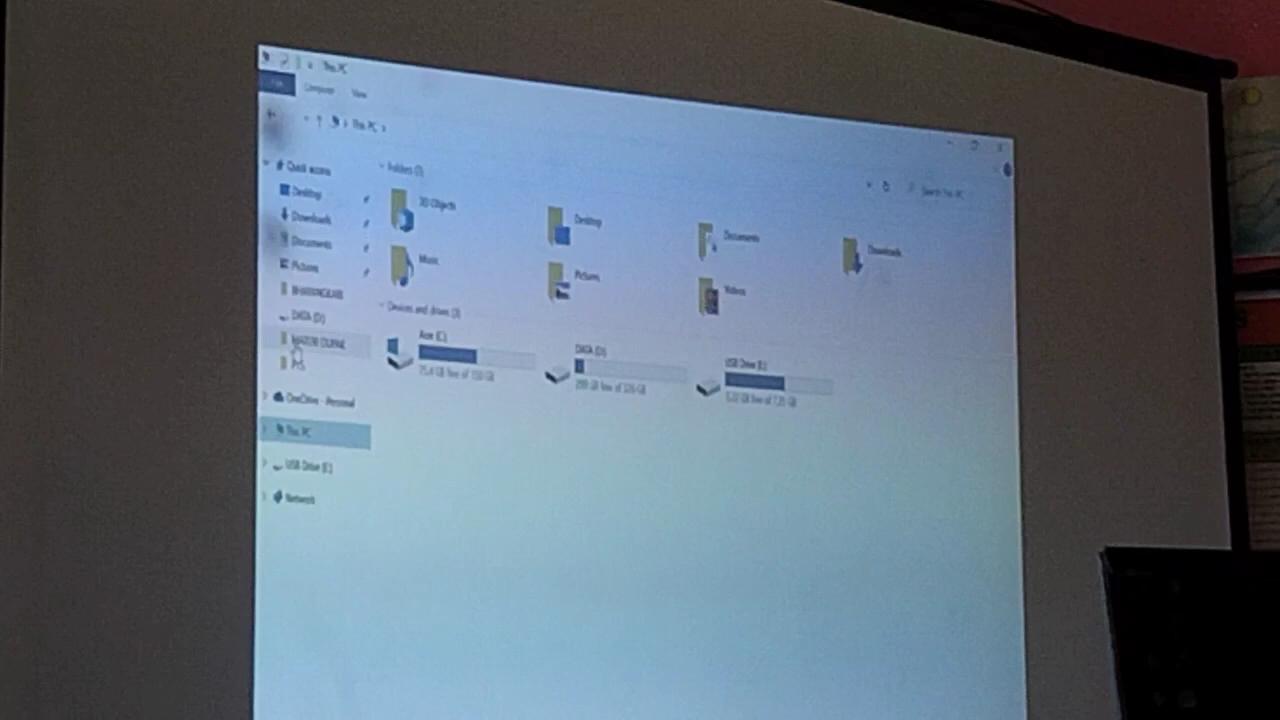 This PC
Computer View
This PC
Search This PC
Quick access
Desktop
Downloads
Documents
Pictures
DATA (D:)
OneDrive - Personal
This PC
USB Drive (E:)
Network
Folders (7)
3D Objects
Desktop
Documents
Downloads
Music
Pictures
Videos
Devices and drives (3)
Acer (C:)
DATA (D:)
USB Drive (E:)